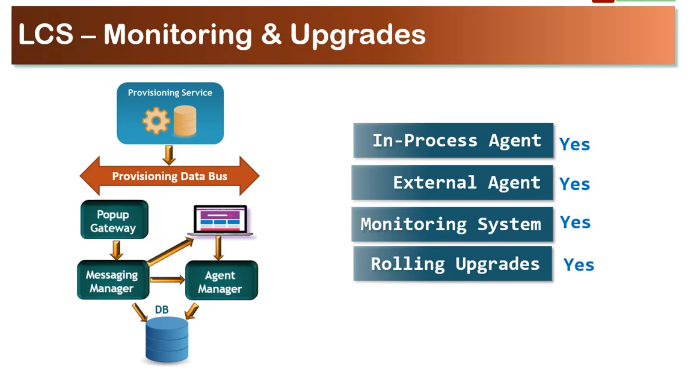 LCS – Monitoring & Upgrades
Provisioning Service
Provisioning Data Bus
Popup
Gateway
Messaging
Manager
Agent
Manager
DB
In-Process Agent Yes
External Agent Yes
Monitoring System Yes
Rolling Upgrades Yes